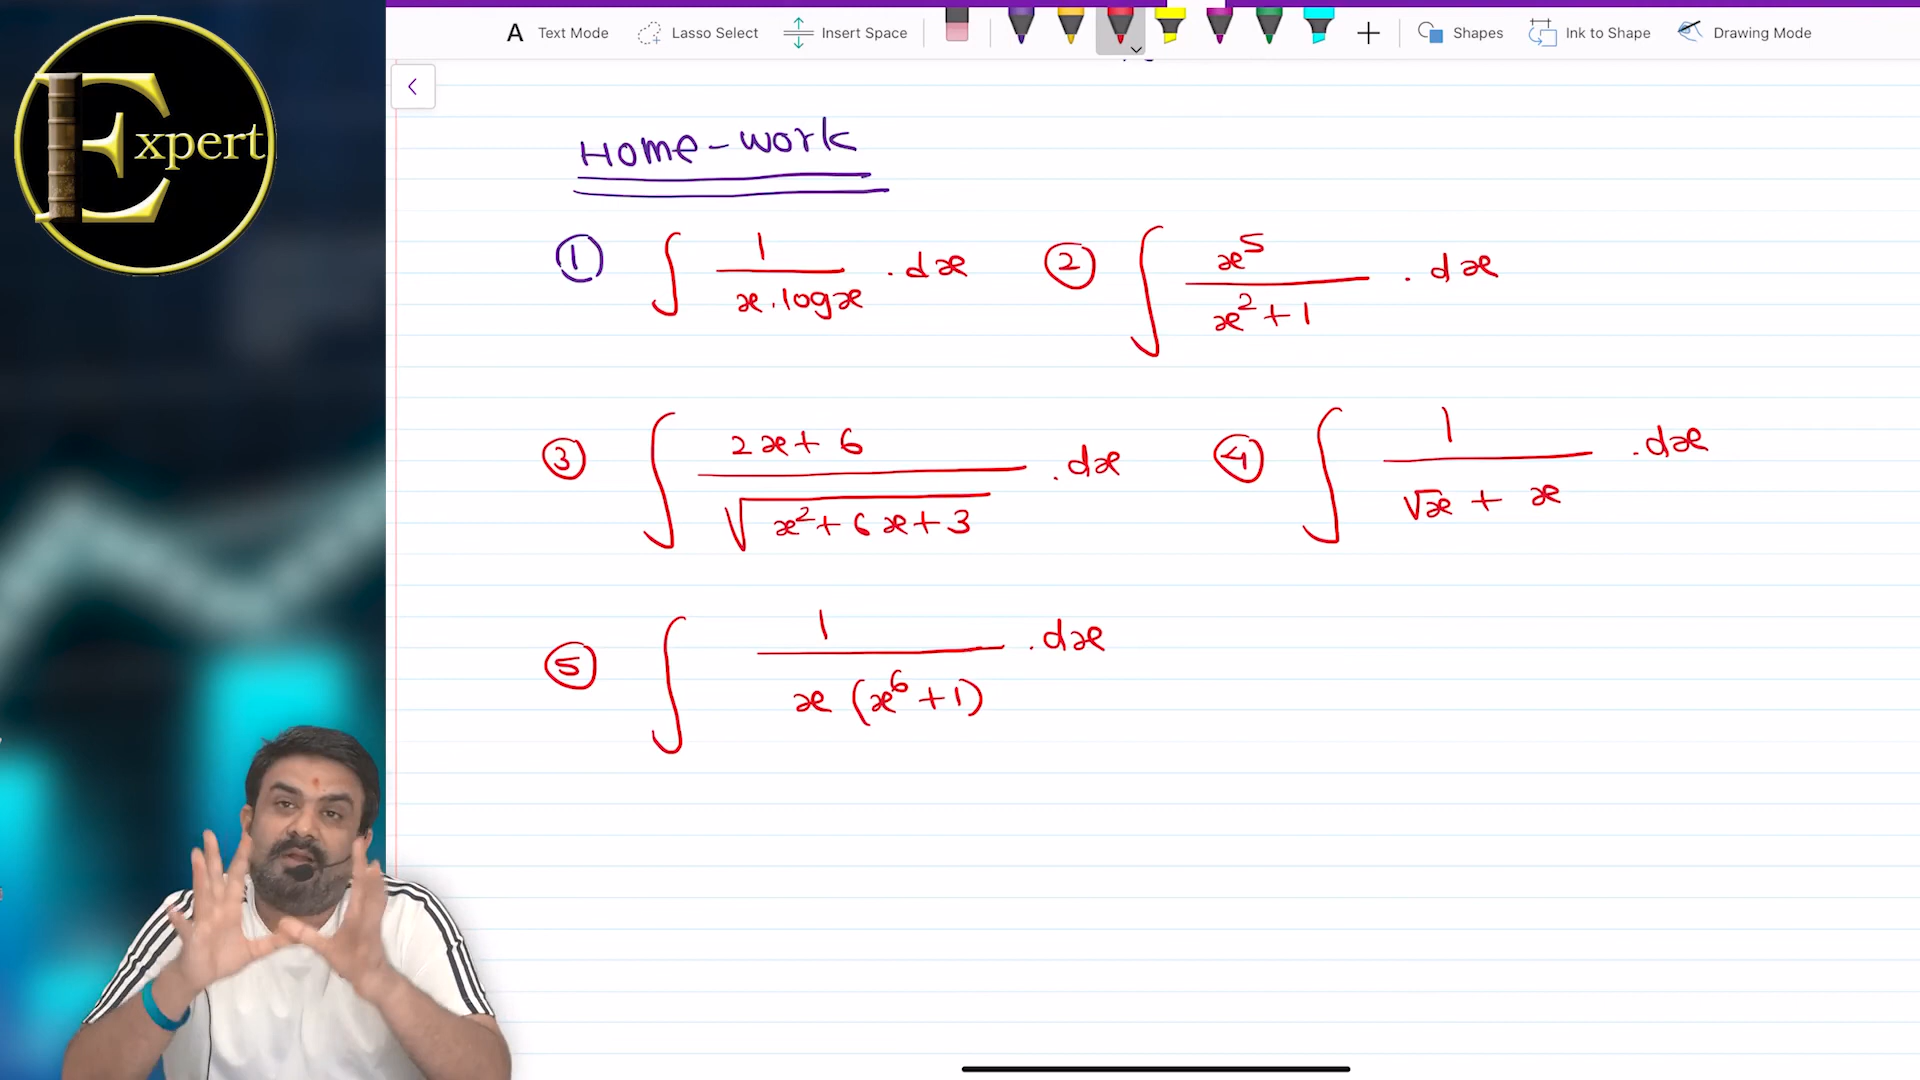 Expert
A Text Mode Lasso Select Insert Space Shapes Ink to Shape Drawing Mode
Home-work
① ∫ 1/(x.logx) .dx ② ∫ x⁵/(x²+1) .dx
③ ∫ (2x+6)/√(x²+6x+3) .dx ④ ∫ 1/(√x + x) .dx
⑤ ∫ 1/(x(x⁶+1)) .dx